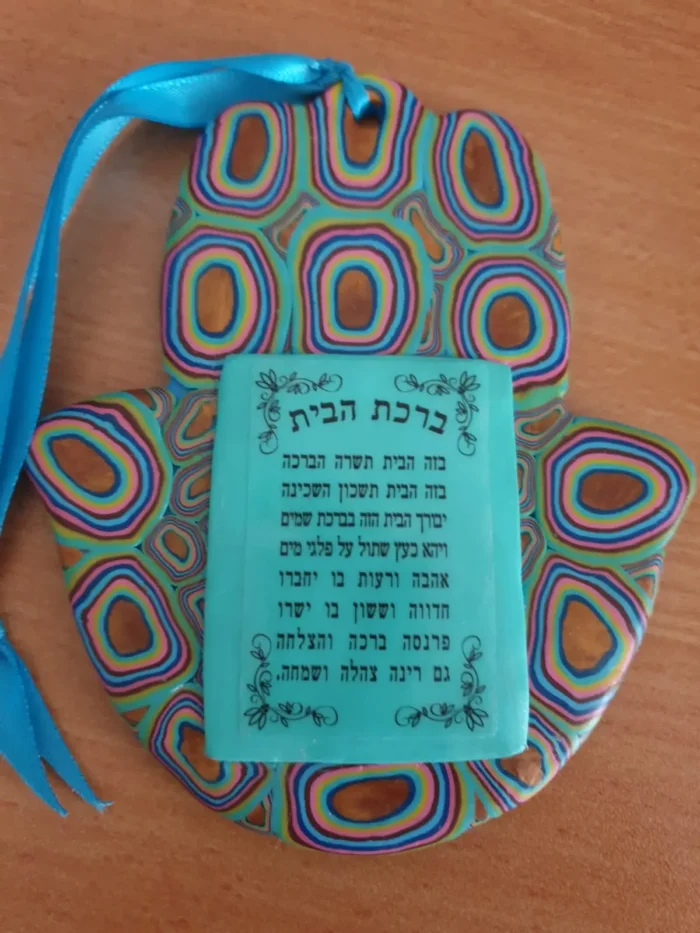 ברכת הבית
בזה הבית תשרה הברכה
בזה הבית תשכון השכינה
יבורך הבית הזה בברכת שמים
ויהא כעץ שתול על פלגי מים
אהבה ורעות בו יחברו
חדווה וששון בו ישרו
פרנסה ברכה והצלחה
גם רינה צהלה ושמחה.